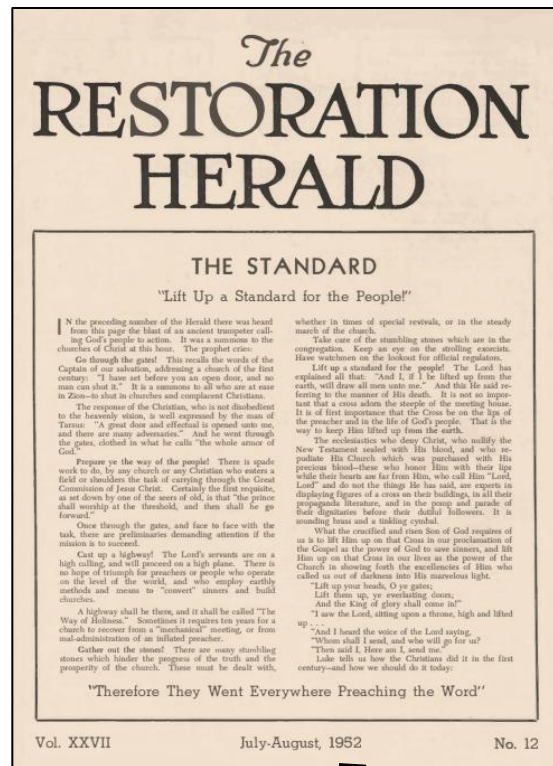 The
RESTORATION
HERALD
THE STANDARD
"Lift Up a Standard for the People!"
IN the preceding number of the Herald there was heard
from this page the blast of an ancient trumpeter call-
ing God's people to action. It was a summons to the
churches of Christ at this hour. The prophet cries:
Go through the gates! This recalls the words of the
Captain of our salvation, addressing a church of the first
century: "I have set before you an open door, and no
man can shut it." It is a summons to all who are at ease
in Zion—to shut in churches and complacent Christians.
The response of the Christian, who is not disobedient
to the heavenly vision, is well expressed by the man of
Tarsus: "A great door and effectual is opened unto me,
and there are many adversaries." And he went through
the gates, clothed in what he calls "the whole armor of
God."
Prepare ye the way of the people! There is spade
work to do, by any church or any Christian who enters a
field or shoulders the task of carrying through the Great
Commission of Jesus Christ. Certainly the first requisite,
as set down by one of the seers of old, is that "the prince
shall worship at the threshold, and then shall he go
forward."
Once through the gates, and face to face with the
task, there are preliminaries demanding attention if the
mission is to succeed.
Cast up a highway! The Lord's servants are on a
high calling, and will proceed on a high plane. There is
no hope of triumph for preachers or people who operate
on the level of the world, and who employ earthly
methods and means to "convert" sinners and build
churches.
A highway shall be there, and it shall be called "The
Way of Holiness." Sometimes it requires ten years for a
church to recover from a "mechanical" meeting, or from
mal-administration of an inflated preacher.
Gather out the stones! There are many stumbling
stones which hinder the progress of the truth and the
prosperity of the church. These must be dealt with,
whether in times of special revivals, or in the steady
march of the church.
Take care of the stumbling stones which are in the
congregation. Keep an eye on the strolling exorcists.
Have watchmen on the lookout for official regulators.
Lift up a standard for the people! The Lord has
explained all that: "And I, if I be lifted up from the
earth, will draw all men unto me." And this He said re-
ferring to the manner of His death. It is not so impor-
tant that a cross adorn the steeple of the meeting house.
It is of first importance that the Cross be on the lips of
the preacher and in the life of God's people. That is the
way to keep Him lifted up from the earth.
The ecclesiastics who deny Christ, who nullify the
New Testament sealed with His blood, and who re-
pudiate His Church which was purchased with His
precious blood—these who honor Him with their lips
while their hearts are far from Him, who call Him "Lord,
Lord" and do not the things He has said, are experts in
displaying figures of a cross on their buildings, in all their
propaganda literature, and in the pomp and parade of
their dignitaries before their dutiful followers. It is
sounding brass and a tinkling cymbal.
What the crucified and risen Son of God requires of
us is to lift Him up on that Cross in our proclamation of
the Gospel as the power of God to save sinners, and lift
Him up on that Cross in our lives as the power of the
Church in showing forth the excellencies of Him who
called us out of darkness into His marvelous light.
"Lift up your heads, O ye gates;
Lift them up, ye everlasting doors;
And the King of glory shall come in!"
"I saw the Lord, sitting upon a throne, high and lifted
up . . .
"And I heard the voice of the Lord saying,
"Whom shall I send, and who will go for us?
"Then said I, Here am I, send me."
Luke tells us how the Christians did it in the first
century—and how we should do it today:
"Therefore They Went Everywhere Preaching the Word"
Vol. XXVII July-August, 1952 No. 12